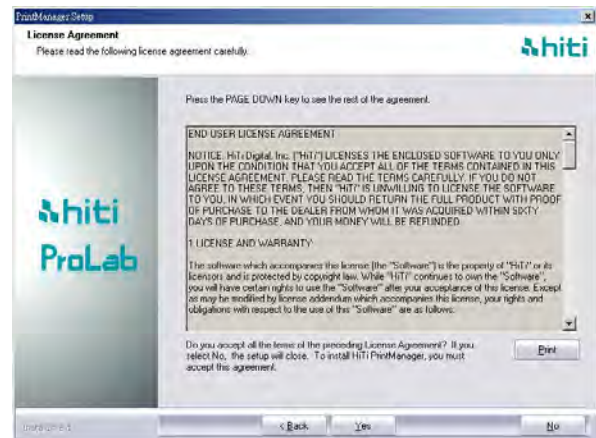 PrintManager Setup
License Agreement
Please read the following license agreement carefully.
hiti
Press the PAGE DOWN key to see the rest of the agreement.
END USER LICENSE AGREEMENT
NOTICE. HiTi Digital, Inc. ("HiTi") LICENSES THE ENCLOSED SOFTWARE TO YOU ONLY
UPON THE CONDITION THAT YOU ACCEPT ALL OF THE TERMS CONTAINED IN THIS
LICENSE AGREEMENT. PLEASE READ THE TERMS CAREFULLY. IF YOU DO NOT
AGREE TO THESE TERMS, THEN "HiTi" IS UNWILLING TO LICENSE THE SOFTWARE
TO YOU, IN WHICH EVENT YOU SHOULD RETURN THE FULL PRODUCT WITH PROOF
OF PURCHASE TO THE DEALER FROM WHOM IT WAS ACQUIRED WITHIN SIXTY
DAYS OF PURCHASE, AND YOUR MONEY WILL BE REFUNDED.
1 LICENSE AND WARRANTY:
The software which accompanies this license (the "Software") is the property of "HiTi" or its
licensors and is protected by copyright law. While "HiTi" continues to own the "Software",
you will have certain rights to use the "Software" after your acceptance of this license. Except
as may be modified by license addendum which accompanies this license, your rights and
obligations with respect to the use of this "Software" are as follows:
hiti
ProLab
Do you accept all the terms of the preceding License Agreement? If you
select No, the setup will close. To install HiTi PrintManager, you must
accept this agreement.
Print
InstallShield
< Back
Yes
No